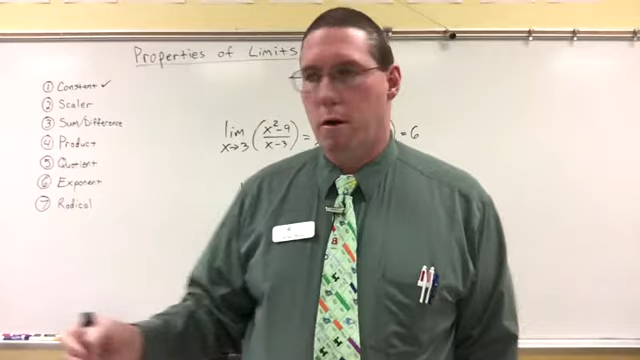 Properties of Limits
① Constant ✓
② Scaler
③ Sum/Difference
④ Product
⑤ Quotient
⑥ Exponent
⑦ Radical
lim x→3 (x²-9 / x-3) = = 6